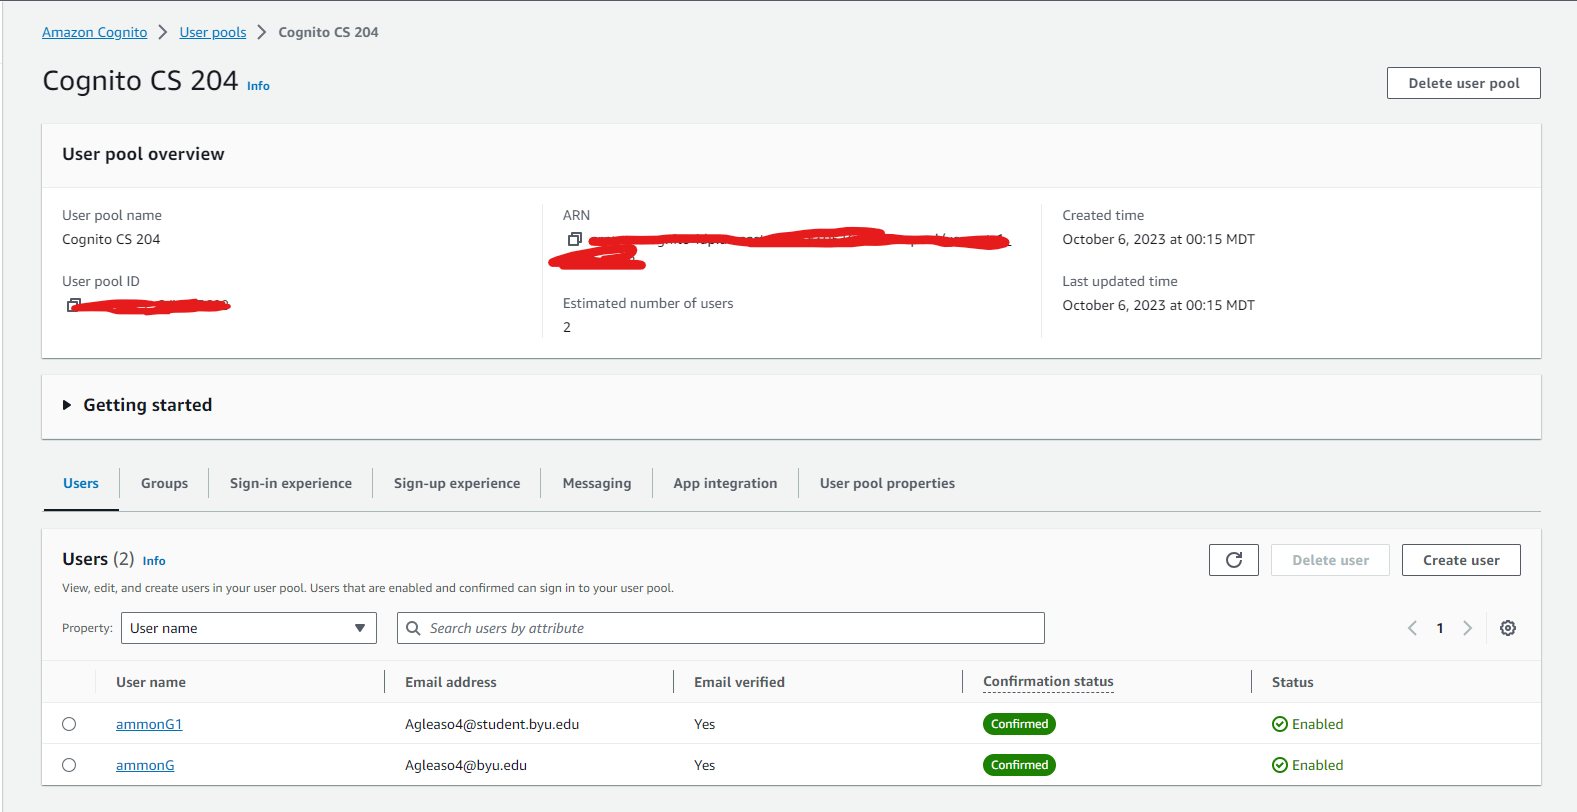 Amazon Cognito > User pools > Cognito CS 204
Cognito CS 204 Info
Delete user pool
User pool overview
User pool name
Cognito CS 204
User pool ID
ARN
Estimated number of users
2
Created time
October 6, 2023 at 00:15 MDT
Last updated time
October 6, 2023 at 00:15 MDT
Getting started
Users Groups Sign-in experience Sign-up experience Messaging App integration User pool properties
Users (2) Info
Delete user Create user
View, edit, and create users in your user pool. Users that are enabled and confirmed can sign in to your user pool.
Property: User name Search users by attribute 1
User name Email address Email verified Confirmation status Status
ammonG1 Agleaso4@student.byu.edu Yes Confirmed Enabled
ammonG Agleaso4@byu.edu Yes Confirmed Enabled